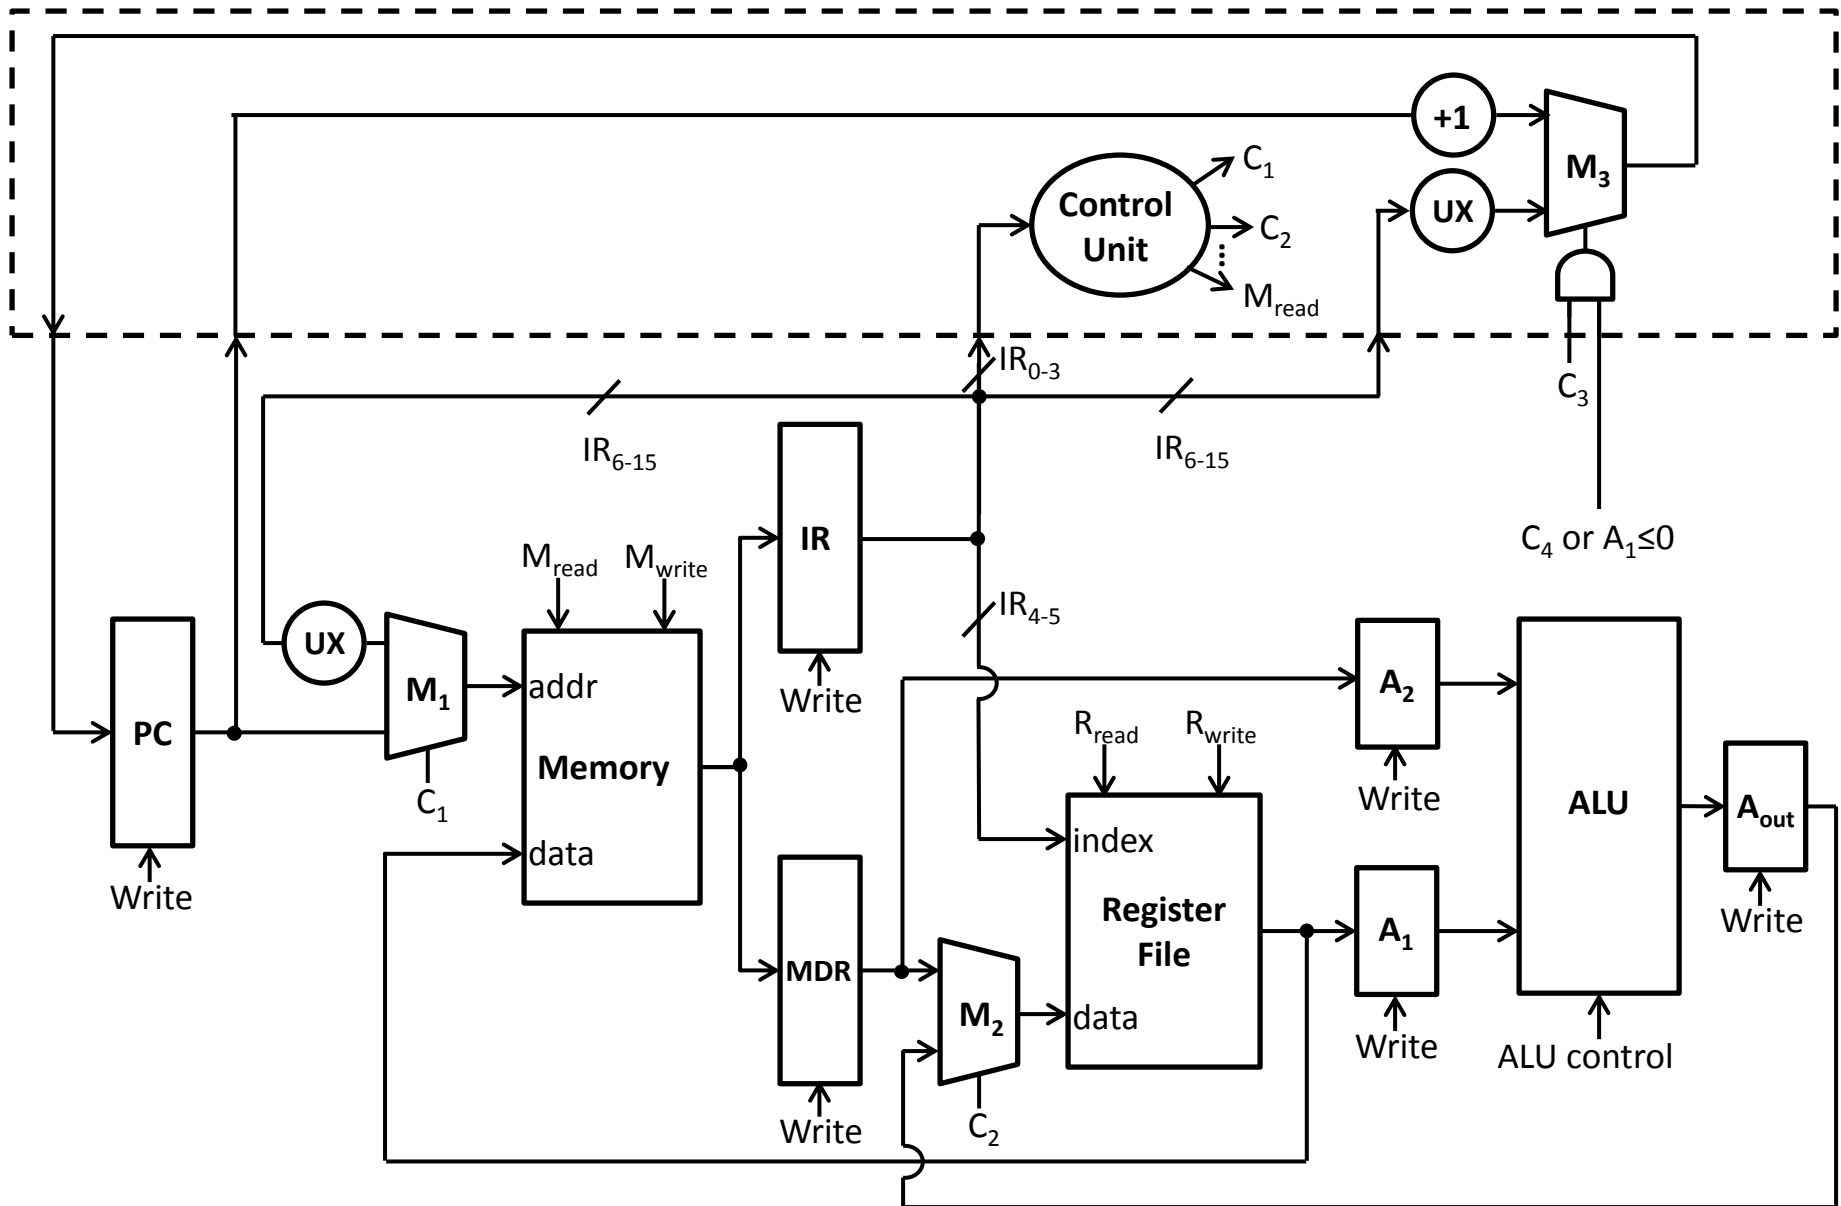 +1
M3
C1
Control
Unit
C2
UX
Mread
IR0-3
C3
IR6-15
IR6-15
IR
C4 or A1≤0
Mread
Mwrite
IR4-5
UX
M1
addr
Write
A2
PC
Rread
Rwrite
Memory
C1
Write
ALU
Aout
data
index
Write
Register
File
A1
Write
MDR
M2
data
Write
ALU control
Write
C2